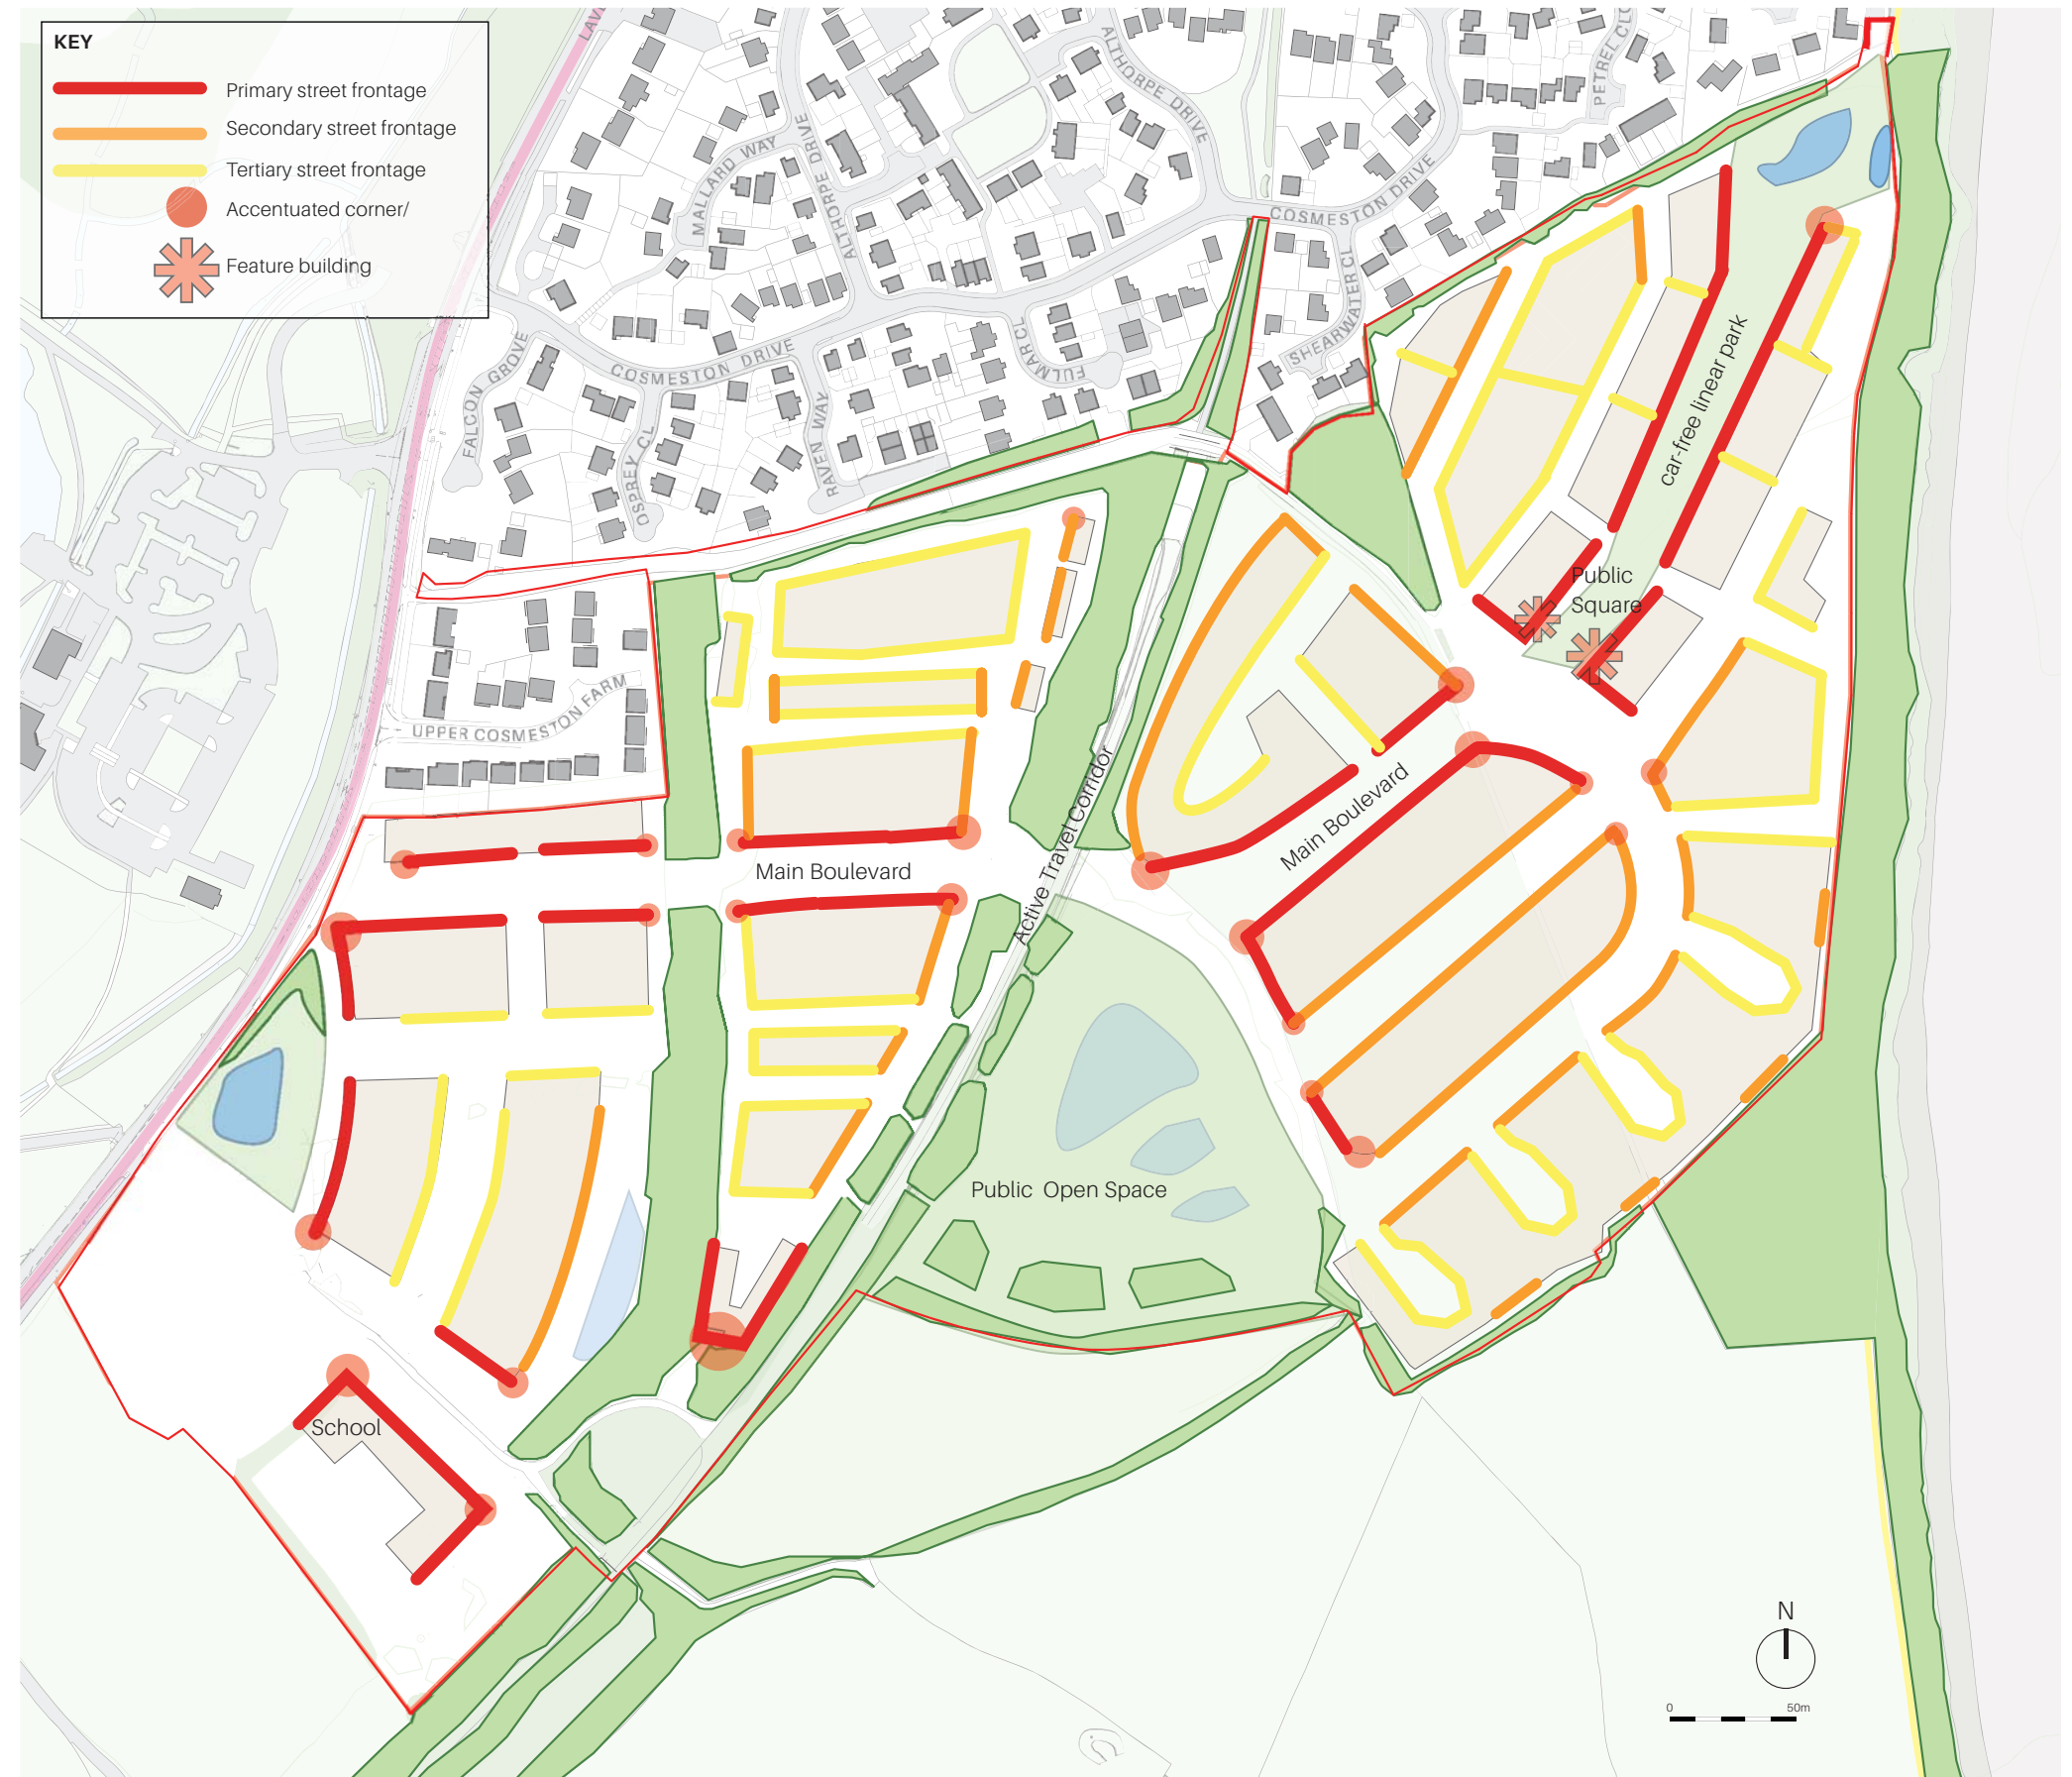 KEY
Primary street frontage
Secondary street frontage
Tertiary street frontage
Accentuated corner/
Feature building
LAVE
MALLARD WAY
ALTHORPE DRIVE
ALTHORPE DRIVE
PETREL CL
COSMESTON DRIVE
SHEARWATER CL
FALCON GROVE
COSMESTON DRIVE
FULMAR CL
OSPREY CL
RAVEN WAY
car-free linear park
Public
Square
UPPER COSMESTON FARM
Main Boulevard
Main Boulevard
Active Travel Corridor
Public Open Space
School
N
0 50m